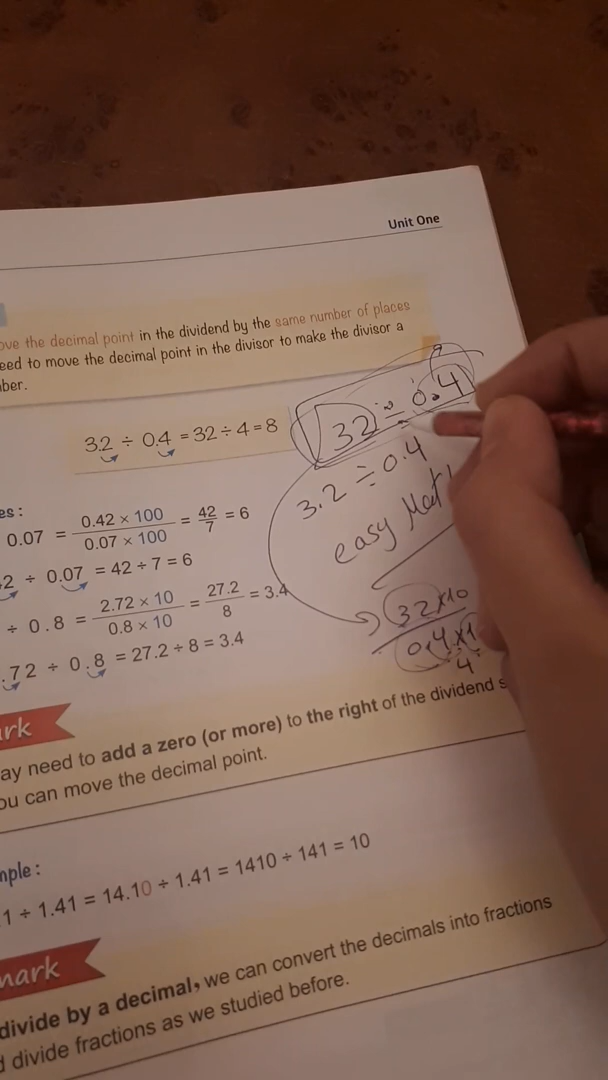 Unit One
ove the decimal point in the dividend by the same number of places
eed to move the decimal point in the divisor to make the divisor a
ber.
3.2 ÷ 0.4 = 32 ÷ 4 = 8
32 ÷ 0.4
3.2 ÷ 0.4
easy
es :
0.07 = 0.42 × 100 / 0.07 × 100 = 42 / 7 = 6
2 ÷ 0.07 = 42 ÷ 7 = 6
÷ 0.8 = 2.72 × 10 / 0.8 × 10 = 27.2 / 8 = 3.4
.72 ÷ 0.8 = 27.2 ÷ 8 = 3.4
32×10
0.4×1
4
ark
ay need to add a zero (or more) to the right of the dividend s
ou can move the decimal point.
mple :
1 ÷ 1.41 = 14.10 ÷ 1.41 = 1410 ÷ 141 = 10
mark
divide by a decimal, we can convert the decimals into fractions
d divide fractions as we studied before.